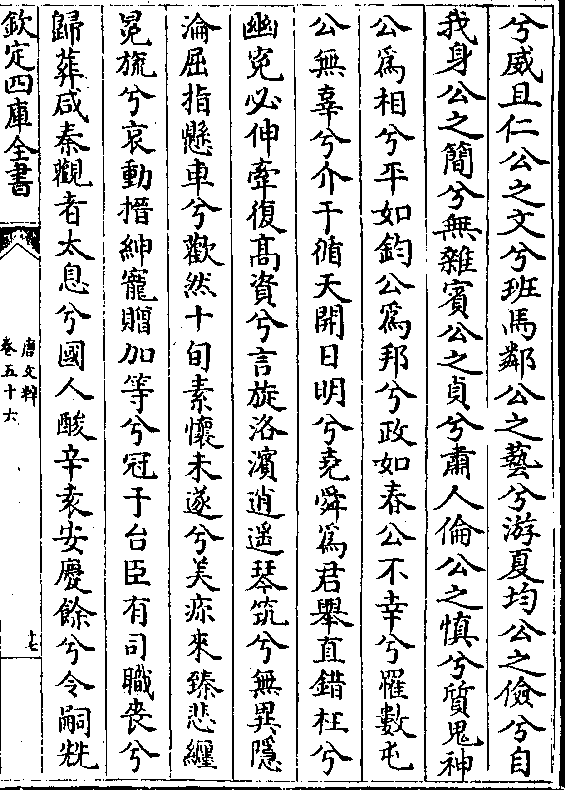 兮威且仁公之文兮班馬鄰公之藝兮游夏均公之儉兮自
我身公之簡兮無雜賓公之貞兮肅人倫公之慎兮質鬼神
公爲相兮平如鈞公爲邦兮政如春公不幸兮罹數屯
公無辜兮介于循天開日明兮堯舜爲君舉直錯枉兮
幽寃必伸牽復髙資兮言旋洛濱逍遥琴筑兮無異隱
淪屈指懸車兮歡然十旬素懷未遂兮美疢來臻悲纏
冕旒兮哀動搢紳寵贈加等兮冠于台臣有司職喪兮
歸葬咸秦觀者太息兮國人酸辛袁安慶餘兮令嗣兟
欽定四庫全書
唐文粹
卷五十六
十七